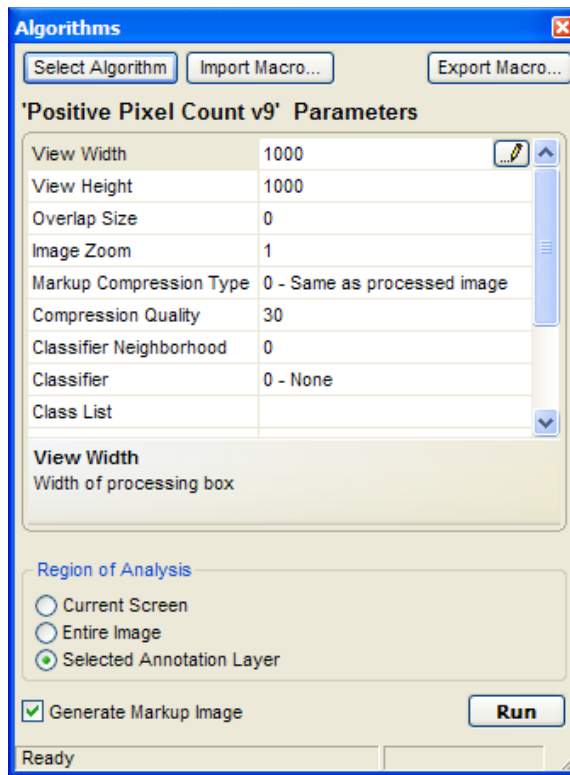 Algorithms
Select Algorithm Import Macro... Export Macro...
'Positive Pixel Count v9' Parameters
View Width 1000
View Height 1000
Overlap Size 0
Image Zoom 1
Markup Compression Type 0 - Same as processed image
Compression Quality 30
Classifier Neighborhood 0
Classifier 0 - None
Class List
View Width
Width of processing box
Region of Analysis
Current Screen
Entire Image
Selected Annotation Layer
Generate Markup Image Run
Ready